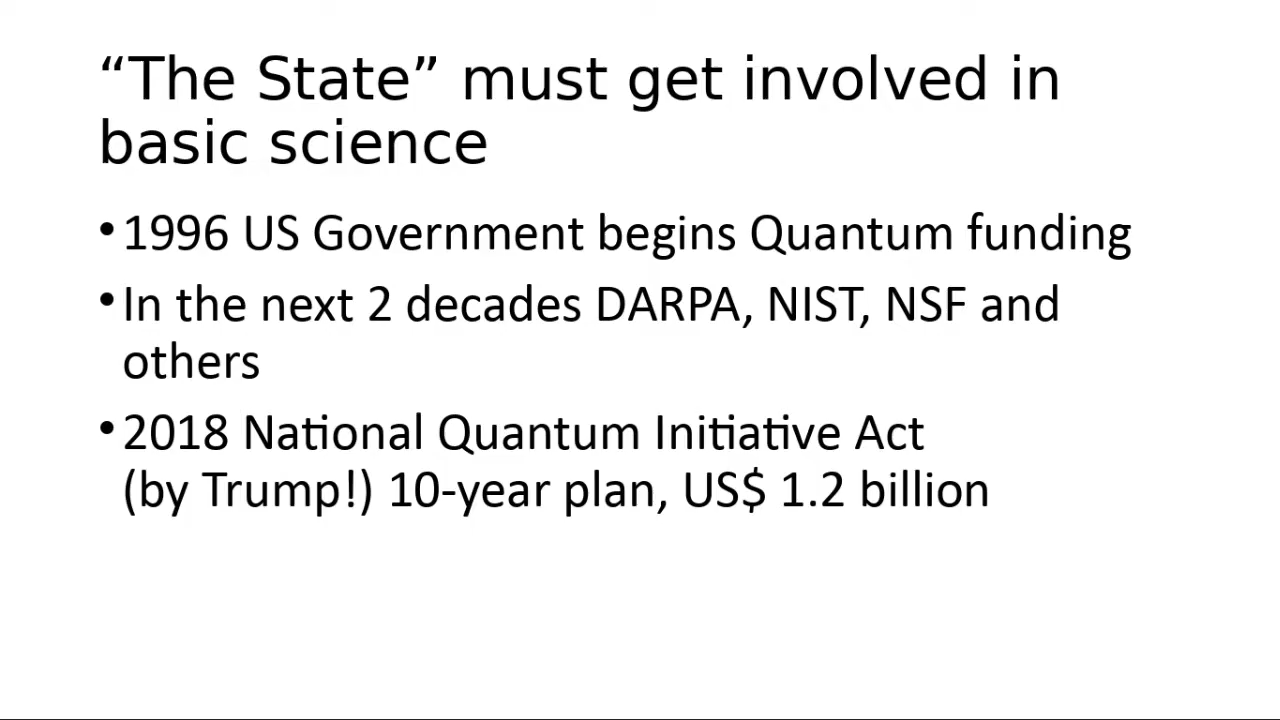 “The State” must get involved in
basic science
•1996 US Government begins Quantum funding
•In the next 2 decades DARPA, NIST, NSF and
others
•2018 National Quantum Initiative Act
(by Trump!) 10-year plan, US$ 1.2 billion